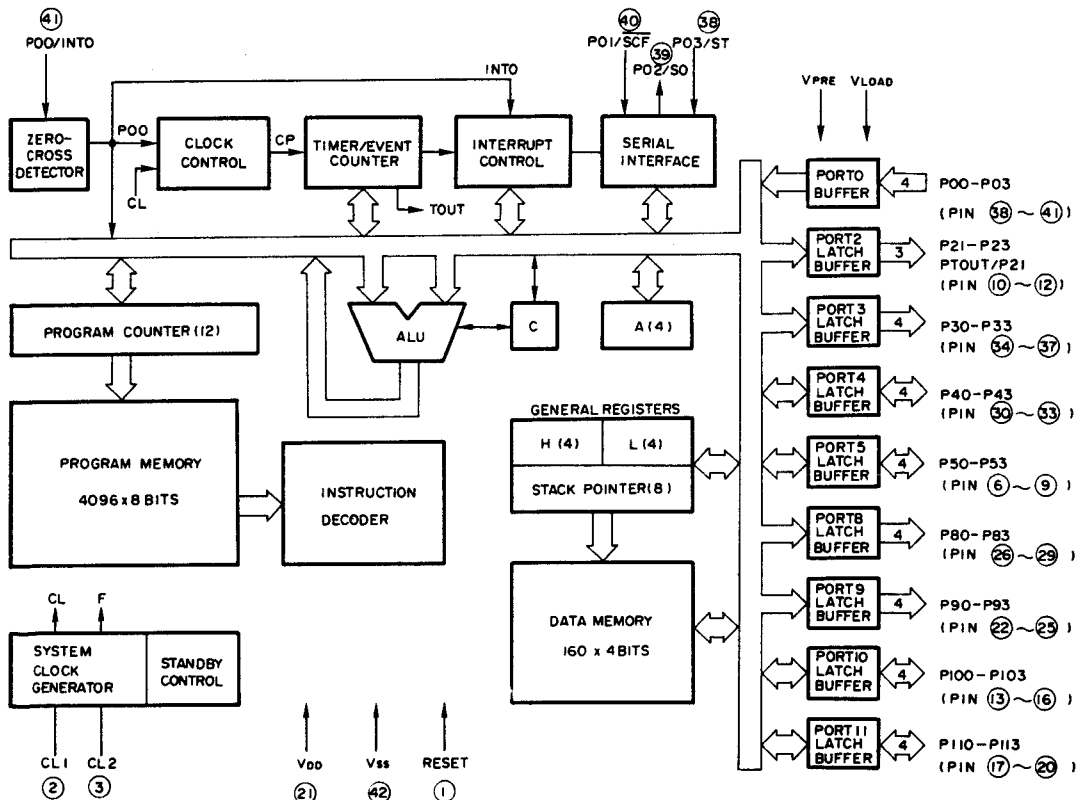 41
P00/INT0
40
P01/SCF
39
P02/SO
38
P03/ST
INTO
VPRE
VLOAD
ZERO-
CROSS
DETECTOR
P00
CL
CLOCK
CONTROL
CP
TIMER/EVENT
COUNTER
TOUT
INTERRUPT
CONTROL
SERIAL
INTERFACE
PORT0
BUFFER
4
P00-P03
(PIN 38 ~ 41)
PORT2
LATCH
BUFFER
3
P21-P23
PTOUT/P21
(PIN 10 ~ 12)
PROGRAM COUNTER (12)
ALU
C
A (4)
PORT3
LATCH
BUFFER
4
P30-P33
(PIN 34 ~ 37)
PORT4
LATCH
BUFFER
4
P40-P43
(PIN 30 ~ 33)
PROGRAM MEMORY
4096 x 8 BITS
INSTRUCTION
DECODER
GENERAL REGISTERS
H (4)
L (4)
STACK POINTER (8)
PORT5
LATCH
BUFFER
4
P50-P53
(PIN 6 ~ 9)
PORT8
LATCH
BUFFER
4
P80-P83
(PIN 26 ~ 29)
DATA MEMORY
160 x 4 BITS
PORT9
LATCH
BUFFER
4
P90-P93
(PIN 22 ~ 25)
CL
F
SYSTEM
CLOCK
GENERATOR
STANDBY
CONTROL
PORT10
LATCH
BUFFER
4
P100-P103
(PIN 13 ~ 16)
PORT11
LATCH
BUFFER
4
P110-P113
(PIN 17 ~ 20)
CL1
2
CL2
3
VDD
21
VSS
42
RESET
1